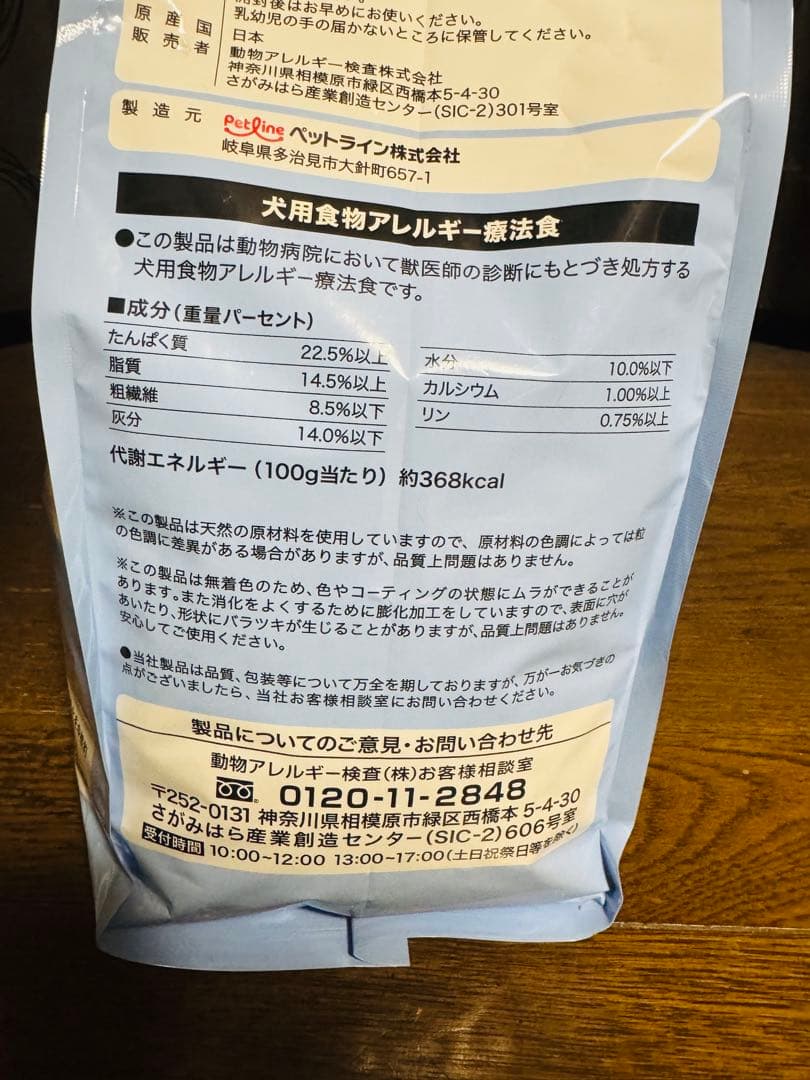 開封後はお早めにお使いください。
乳幼児の手の届かないところに保管してください。
原産国 日本
販売者 動物アレルギー検査株式会社
神奈川県相模原市緑区西橋本5-4-30
さがみはら産業創造センター(SIC-2)301号室
製造元 Petline ペットライン株式会社
岐阜県多治見市大針町657-1
犬用食物アレルギー療法食
●この製品は動物病院において獣医師の診断にもとづき処方する
犬用食物アレルギー療法食です。
■成分(重量パーセント)
たんぱく質 22.5%以上
脂質 14.5%以上
粗繊維 8.5%以下
灰分 14.0%以下
水分 10.0%以下
カルシウム 1.00%以上
リン 0.75%以上
代謝エネルギー(100g当たり) 約368kcal
※この製品は天然の原材料を使用していますので、原材料の色調によっては粒
の色調に差異がある場合がありますが、品質上問題はありません。
※この製品は無着色のため、色やコーティングの状態にムラができることが
あります。また消化をよくするために膨化加工をしていますので、表面に穴が
あいたり、形状にバラツキが生じることがありますが、品質上問題はありません。
安心してご使用ください。
●当社製品は品質、包装等について万全を期しておりますが、万が一お気づきの
点がございましたら、当社お客様相談室にお問い合わせください。
製品についてのご意見・お問い合わせ先
動物アレルギー検査(株)お客様相談室
0120-11-2848
〒252-0131 神奈川県相模原市緑区西橋本 5-4-30
さがみはら産業創造センター(SIC-2)606号室
受付時間 10:00~12:00 13:00~17:00(土日祝祭日等を除く)